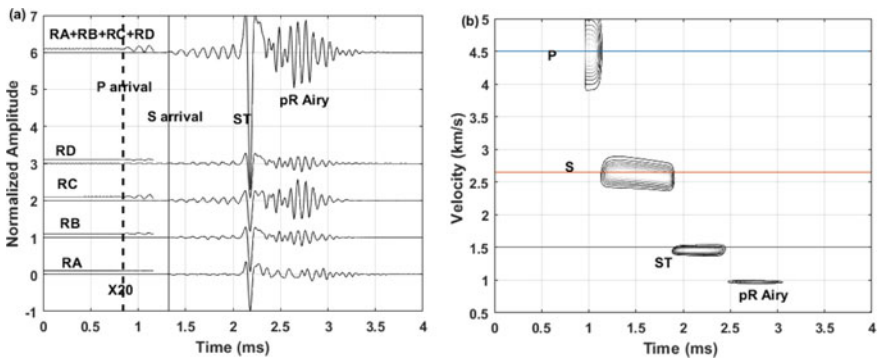 (a)
7
RA+RB+RC+RD
6
P arrival
5
pR Airy
S arrival
ST
4
RD
3
RC
2
RB
1
RA
0
X20
-1
0 0.5 1 1.5 2 2.5 3 3.5 4
Time (ms)
Normalized Amplitude
(b)
5
4.5
P
4
3.5
3
S
2.5
2
1.5
ST
1
pR Airy
0.5
0
0 0.5 1 1.5 2 2.5 3 3.5 4
Time (ms)
Velocity (km/s)